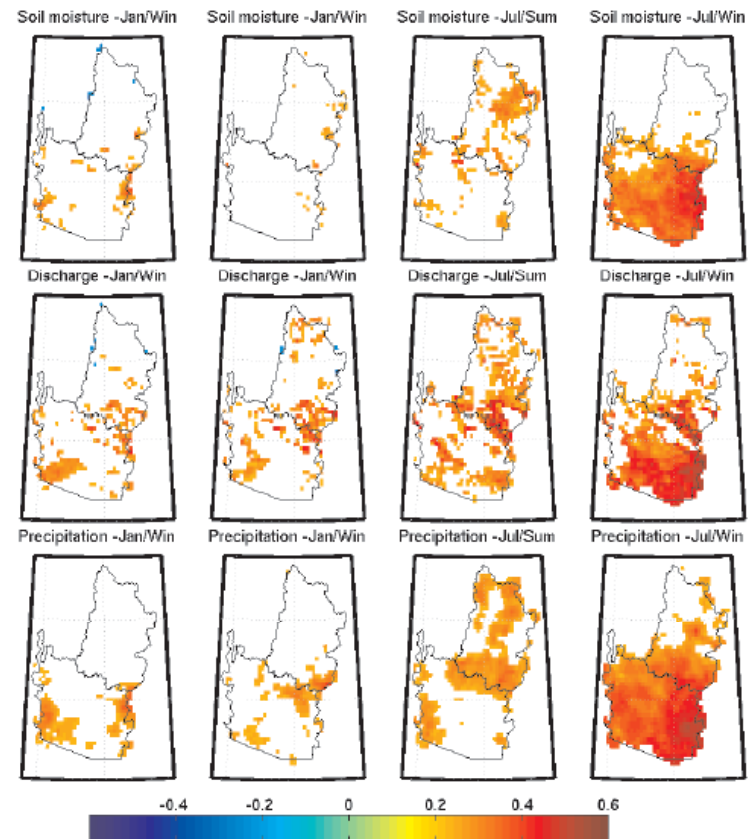 Soil moisture -Jan/Win Soil moisture -Jan/Win Soil moisture -Jul/Sum Soil moisture -Jul/Win
Discharge -Jan/Win Discharge -Jan/Win Discharge -Jul/Sum Discharge -Jul/Win
Precipitation -Jan/Win Precipitation -Jan/Win Precipitation -Jul/Sum Precipitation -Jul/Win
-0.4 -0.2 0 0.2 0.4 0.6